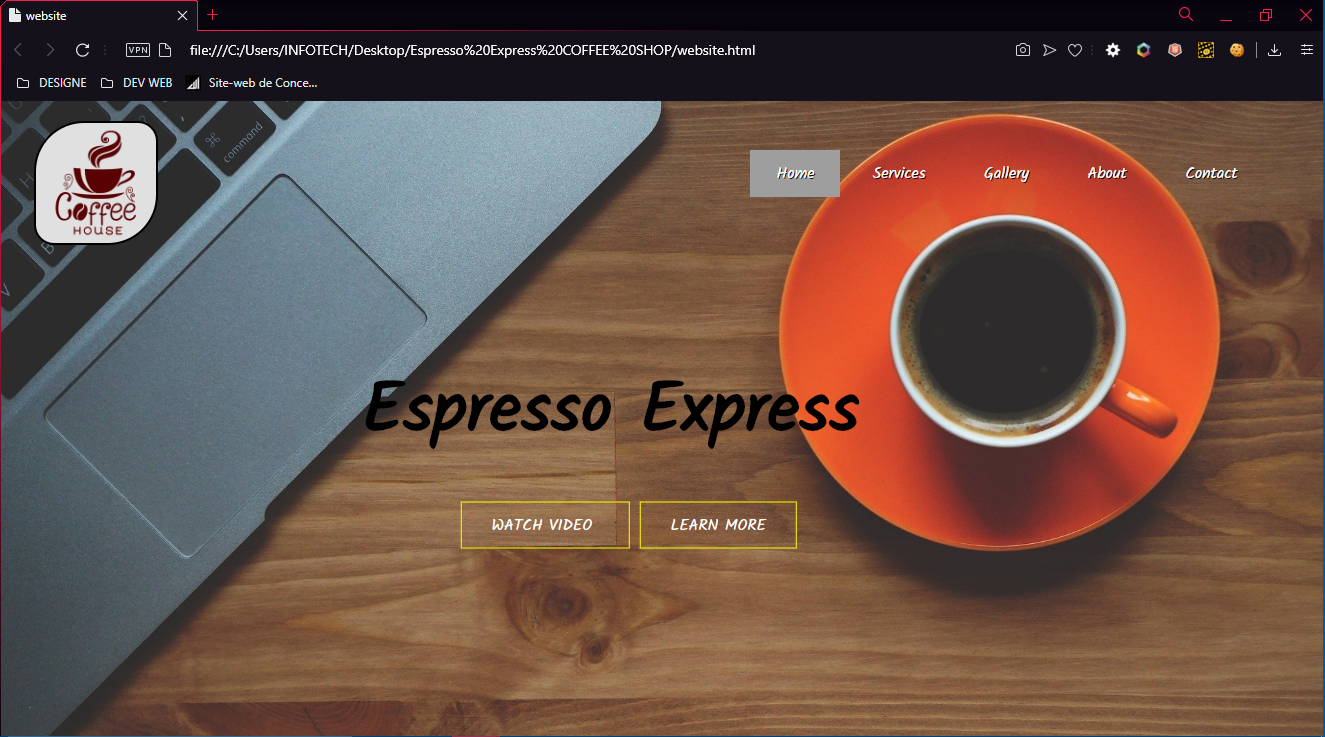 website
VPN
file:///C:/Users/INFOTECH/Desktop/Espresso%20Express%20COFFEE%20SHOP/website.html
DESIGNE DEV WEB Site-web de Conce...
command
Coffee
HOUSE
Home Services Gallery About Contact
Espresso Express
WATCH VIDEO LEARN MORE